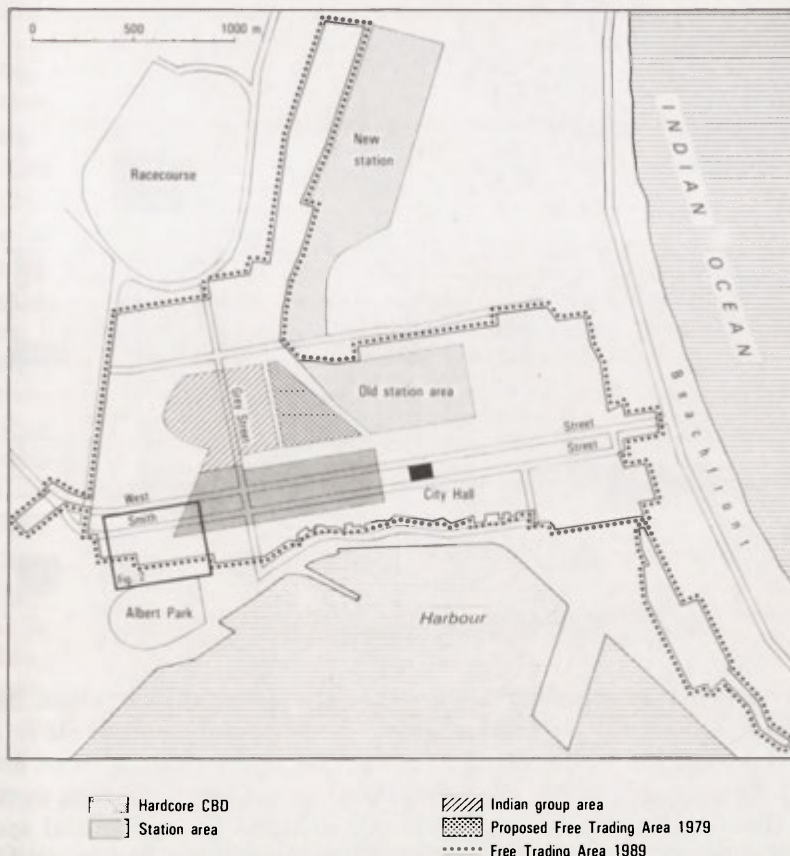 0 500 1000 m
New
station
Racecourse
INDIAN OCEAN
Beachfront
Grey Street
Old station area
Street
Street
West
Smith
City Hall
Fig. 2
Albert Park
Harbour
Hardcore CBD
Station area
Indian group area
Proposed Free Trading Area 1979
Free Trading Area 1989